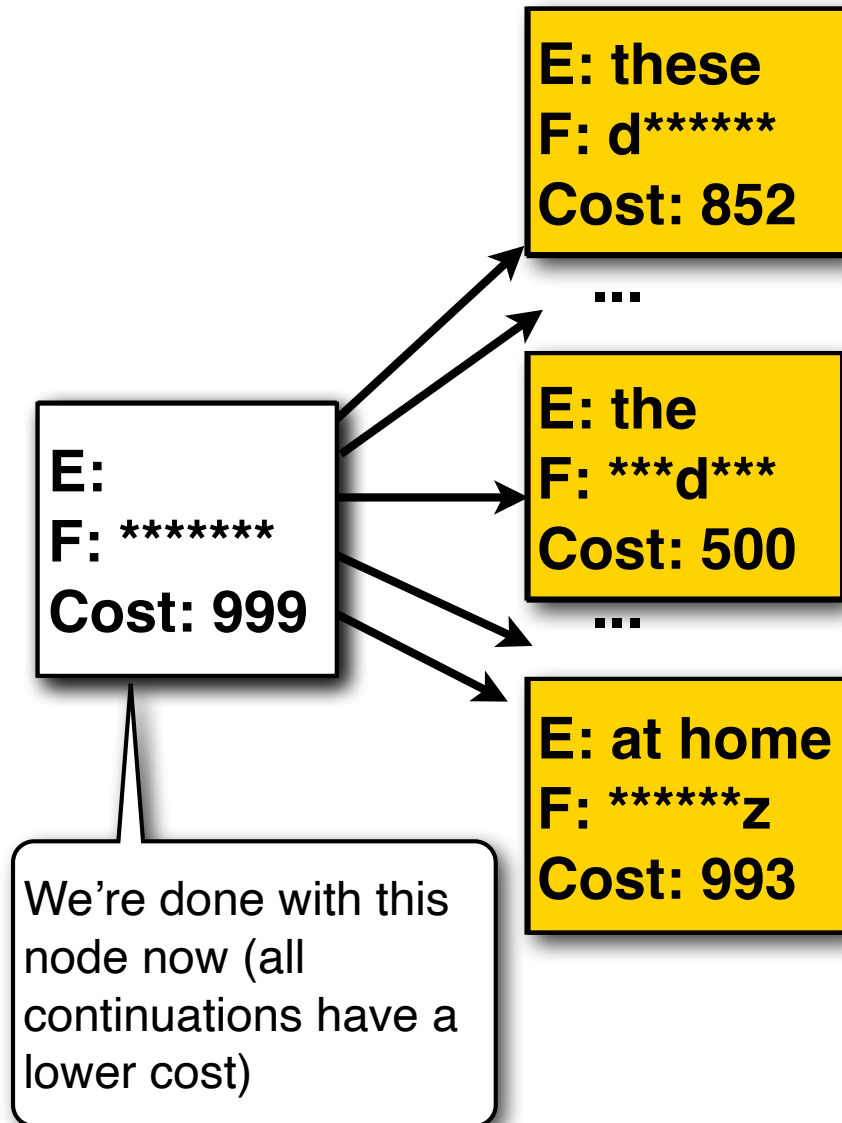 E: these
F: d******
Cost: 852
...
E: the
F: ***d***
Cost: 500
...
E: at home
F: ******z
Cost: 993
E:
F: *******
Cost: 999
We’re done with this
node now (all
continuations have a
lower cost)